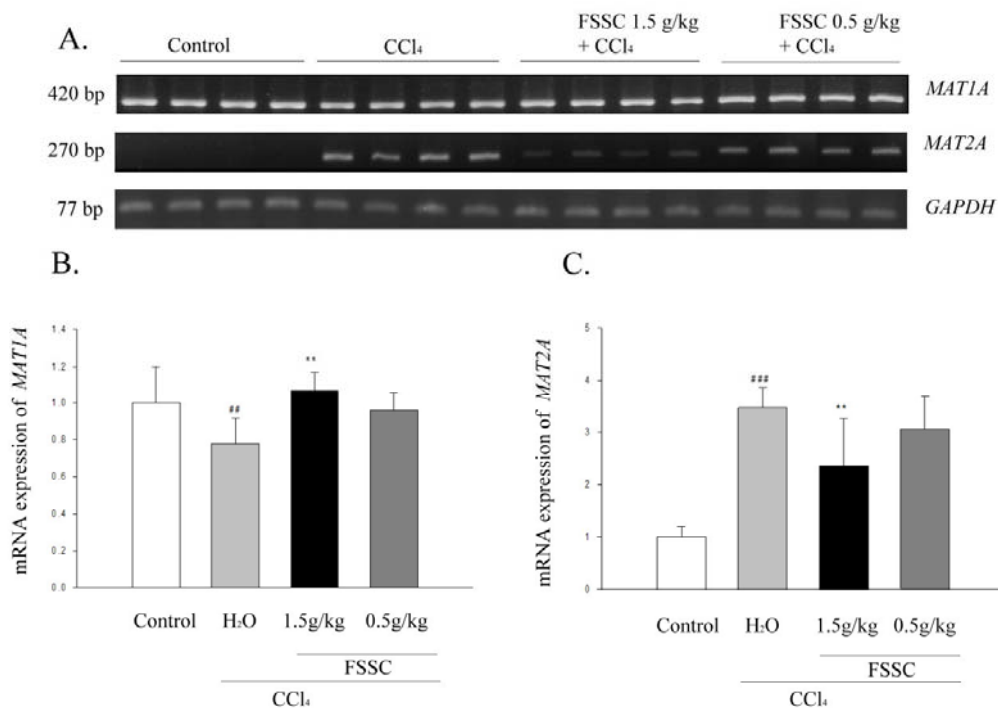 A.
Control
CCl₄
FSSC 1.5 g/kg
+ CCl₄
FSSC 0.5 g/kg
+ CCl₄
420 bp
MAT1A
270 bp
MAT2A
77 bp
GAPDH
B.
mRNA expression of MAT1A
1.4
1.2
1.0
0.8
0.6
0.4
0.2
0.0
##
**
Control
H₂O
1.5g/kg
0.5g/kg
FSSC
CCl₄
C.
mRNA expression of MAT2A
5
4
3
2
1
0
###
**
Control
H₂O
1.5g/kg
0.5g/kg
FSSC
CCl₄